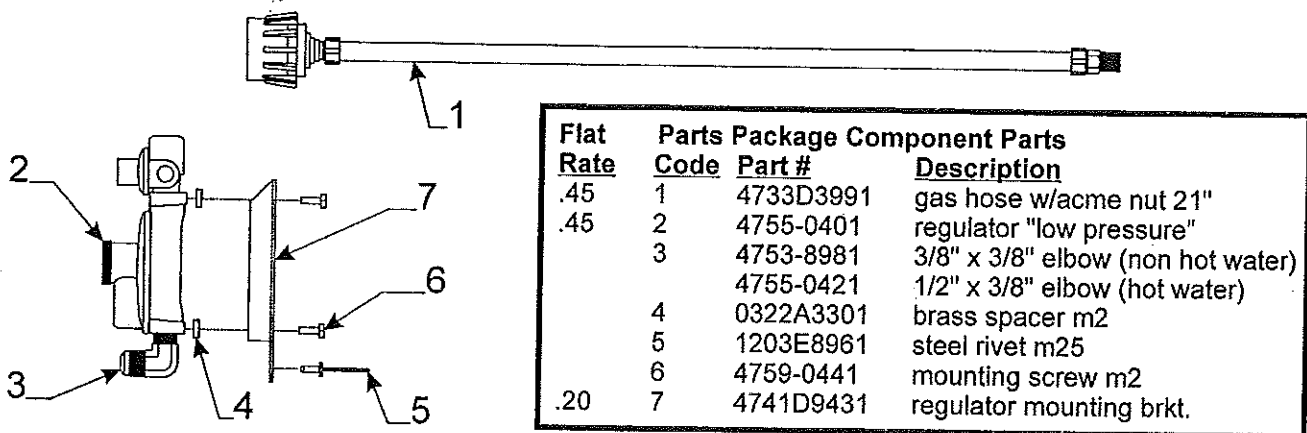 1
2
7
6
3
4
5
Flat Parts Package Component Parts
Rate Code Part # Description
.45 1 4733D3991 gas hose w/acme nut 21"
.45 2 4755-0401 regulator "low pressure"
3 4753-8981 3/8" x 3/8" elbow (non hot water)
4755-0421 1/2" x 3/8" elbow (hot water)
4 0322A3301 brass spacer m2
5 1203E8961 steel rivet m25
6 4759-0441 mounting screw m2
.20 7 4741D9431 regulator mounting brkt.